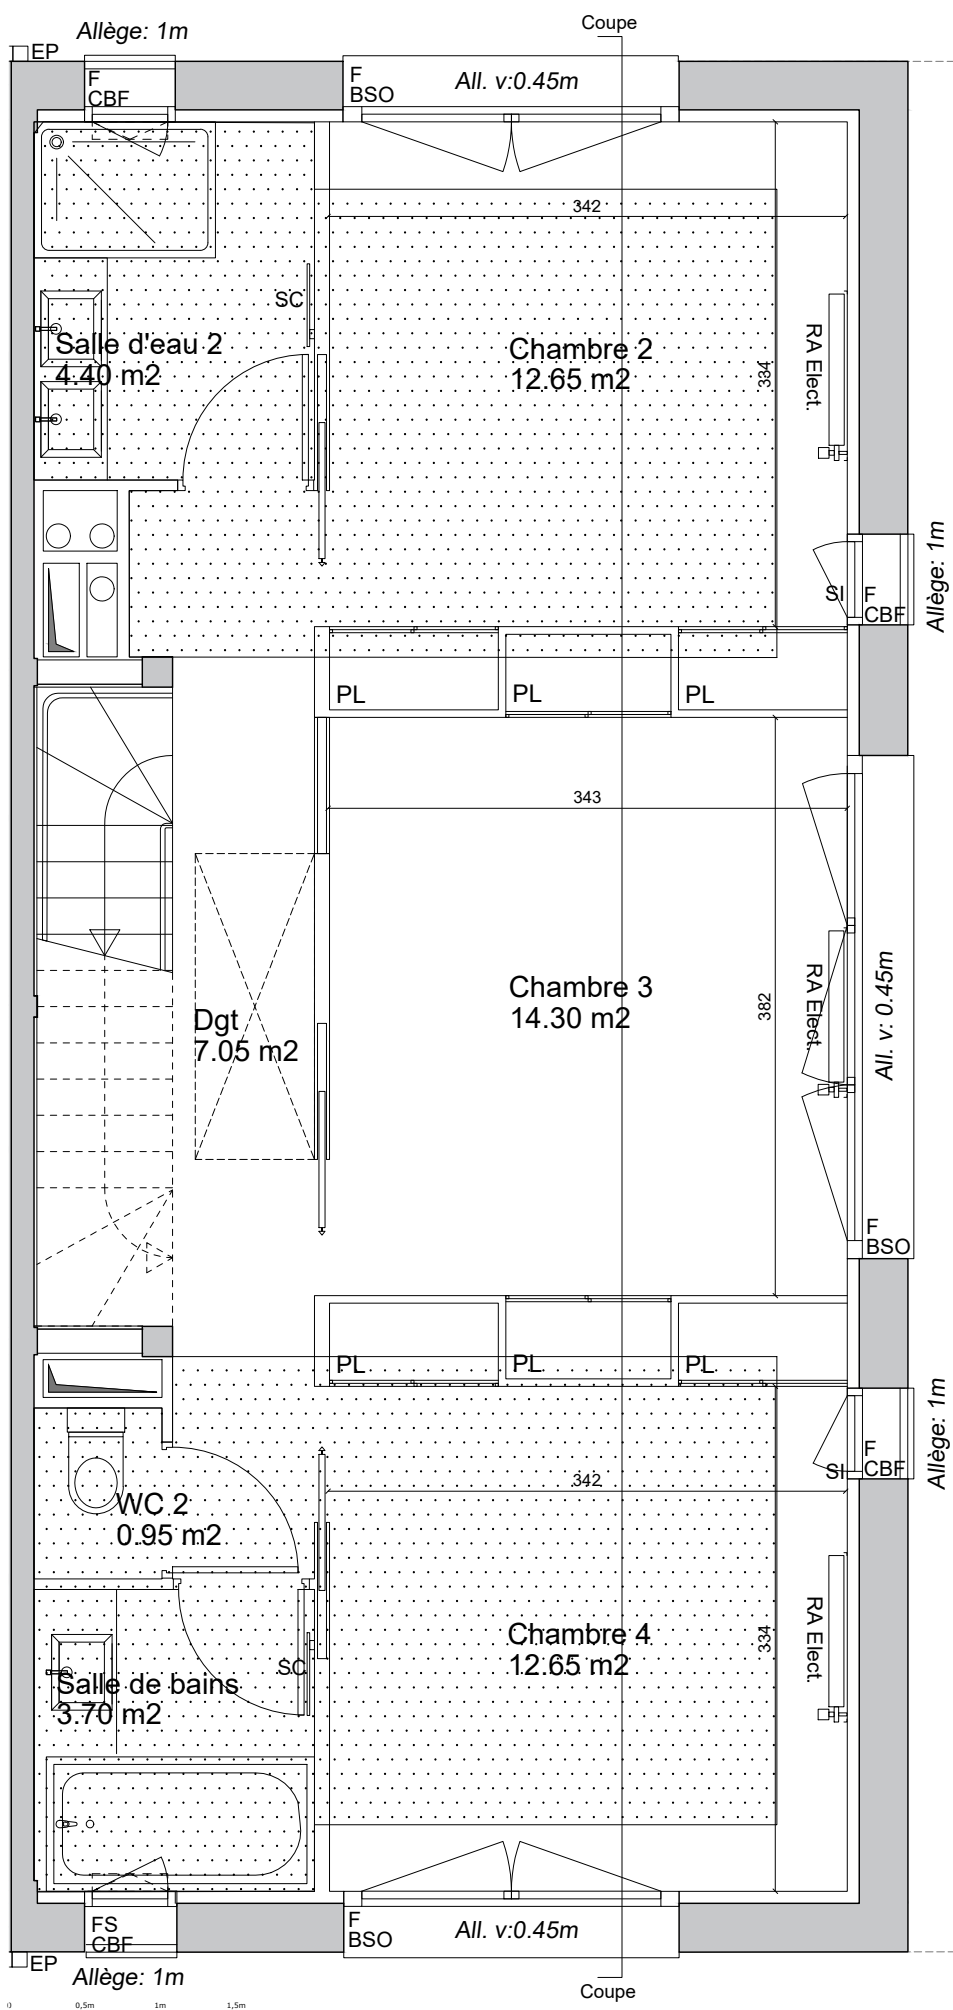 Coupe
Allège: 1m
EP
F
CBF
F
BSO
All. v:0.45m
342
SC
Salle d'eau 2
4.40 m2
Chambre 2
12.65 m2
334
RA Elect.
SI
F
CBF
Allège: 1m
PL
PL
PL
343
Chambre 3
14.30 m2
382
RA Elect.
All. v: 0.45m
Dgt
7.05 m2
F
BSO
PL
PL
PL
Allège: 1m
F
CBF
SI
342
WC 2
0.95 m2
Chambre 4
12.65 m2
334
RA Elect.
SC
Salle de bains
3.70 m2
FS
CBF
F
BSO
All. v:0.45m
EP
Allège: 1m
Coupe
0
0,5m
1m
1,5m